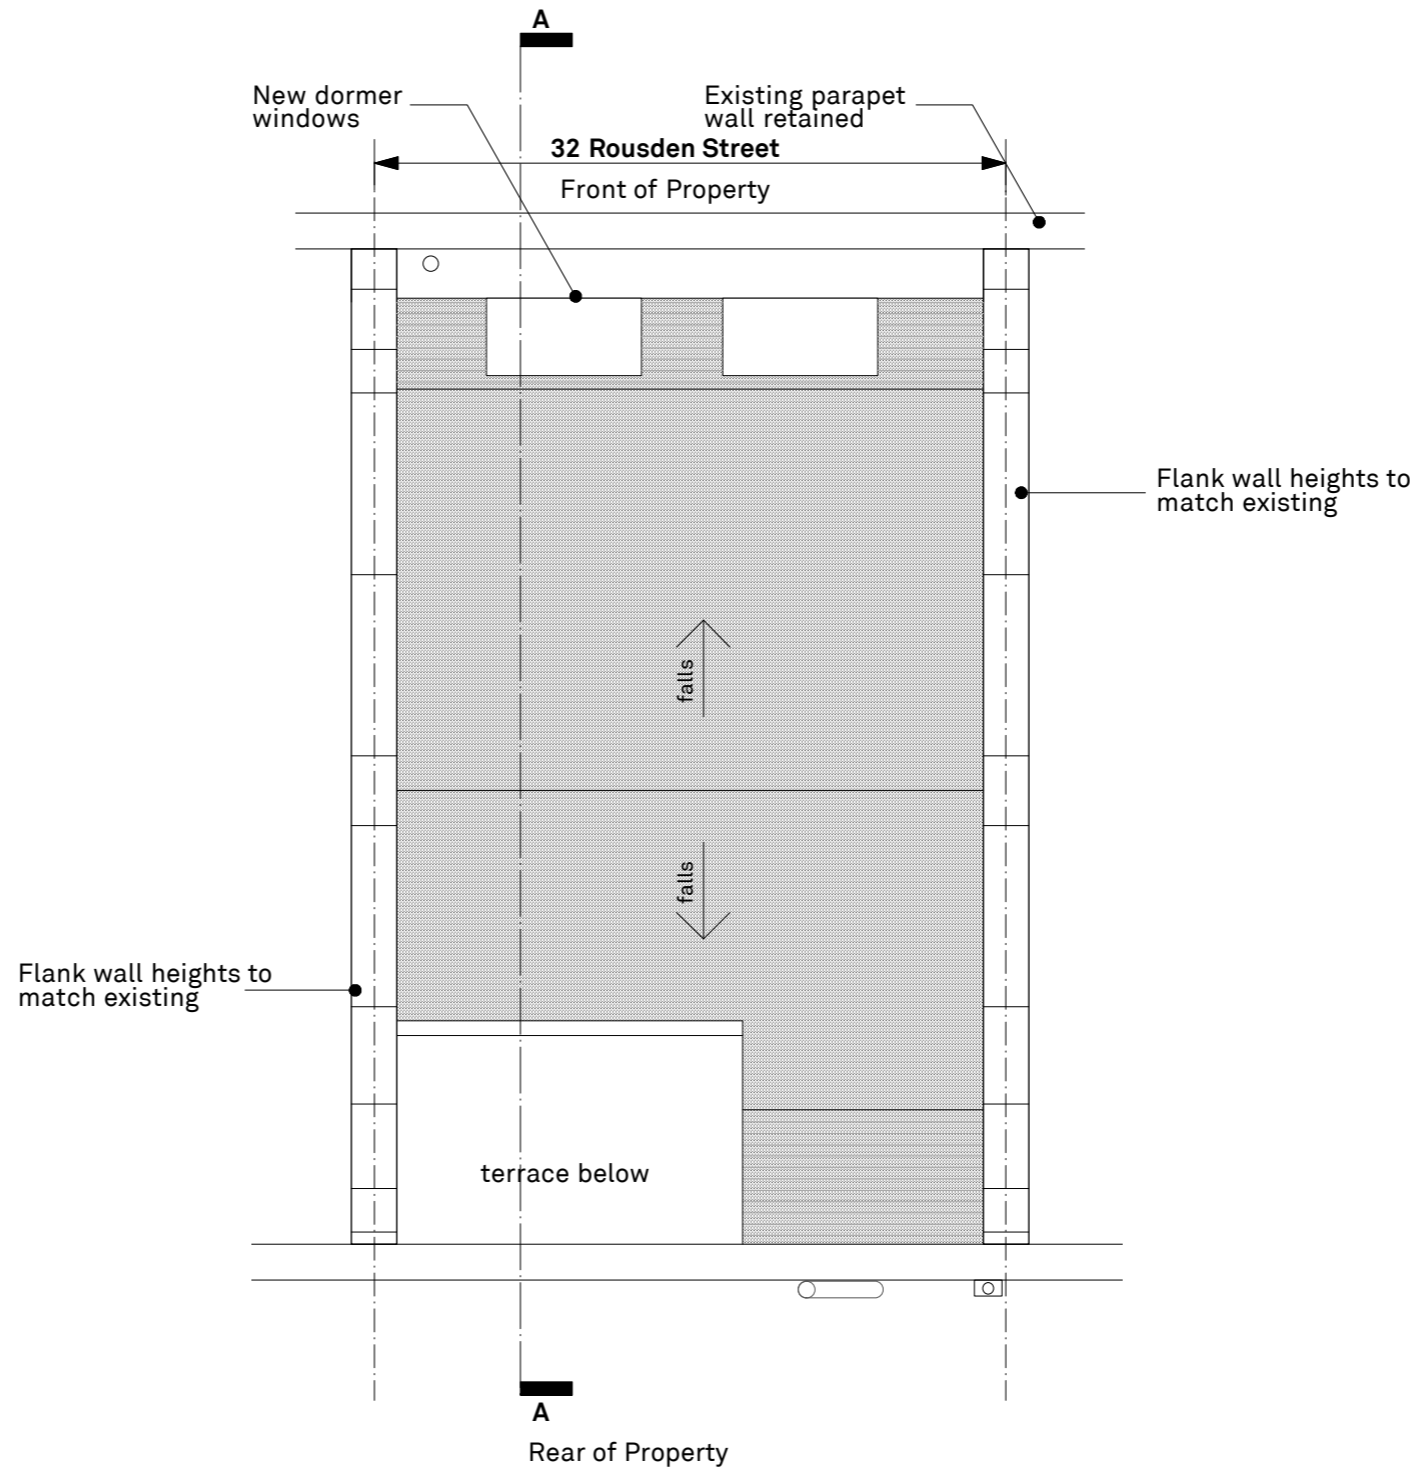 A
New dormer
windows
Existing parapet
wall retained
32 Rousden Street
Front of Property
Flank wall heights to
match existing
falls
falls
Flank wall heights to
match existing
terrace below
A
Rear of Property